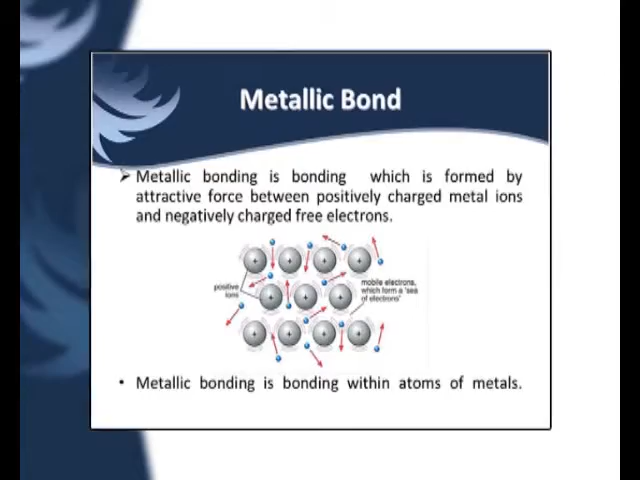 Metallic Bond
Metallic bonding is bonding which is formed by
attractive force between positively charged metal ions
and negatively charged free electrons.
positive
ions
mobile electrons,
which form a "sea
of electrons"
• Metallic bonding is bonding within atoms of metals.